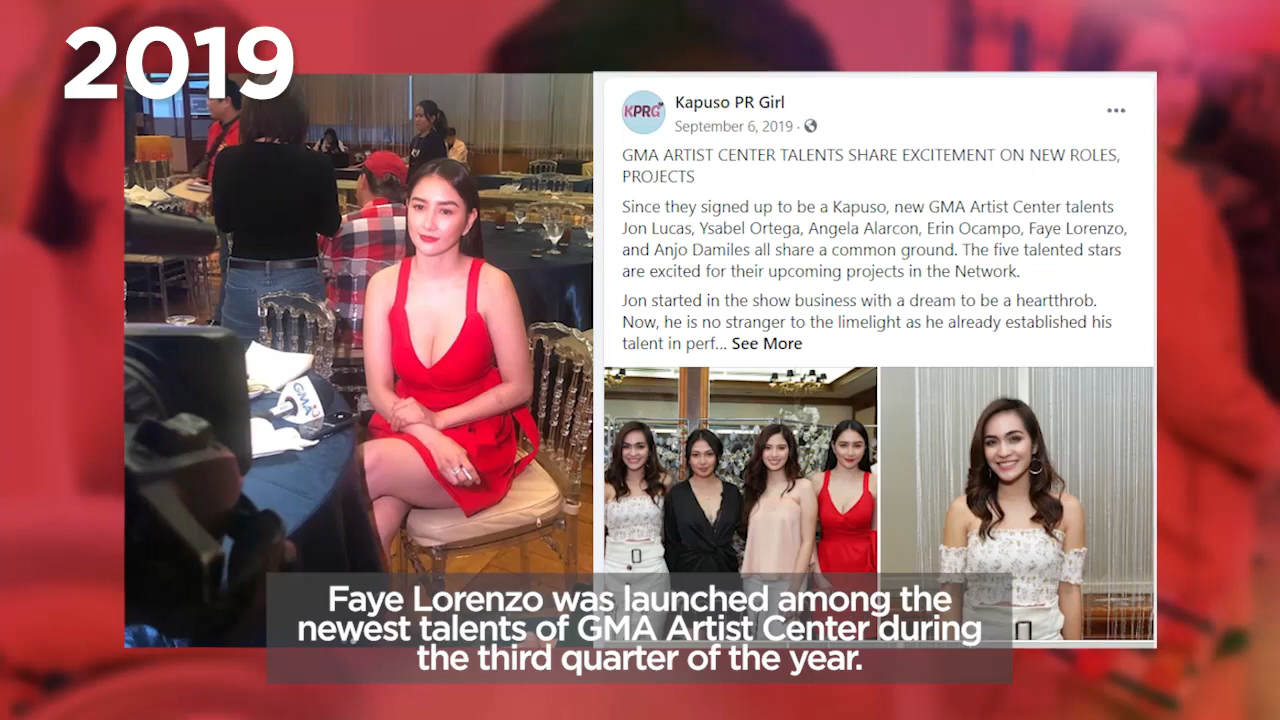 2019
KPRG
Kapuso PR Girl
September 6, 2019 ·
GMA ARTIST CENTER TALENTS SHARE EXCITEMENT ON NEW ROLES,
PROJECTS
Since they signed up to be a Kapuso, new GMA Artist Center talents
Jon Lucas, Ysabel Ortega, Angela Alarcon, Erin Ocampo, Faye Lorenzo,
and Anjo Damiles all share a common ground. The five talented stars
are excited for their upcoming projects in the Network.
Jon started in the show business with a dream to be a heartthrob.
Now, he is no stranger to the limelight as he already established his
talent in perf... See More
GMA
Faye Lorenzo was launched among the
newest talents of GMA Artist Center during
the third quarter of the year.